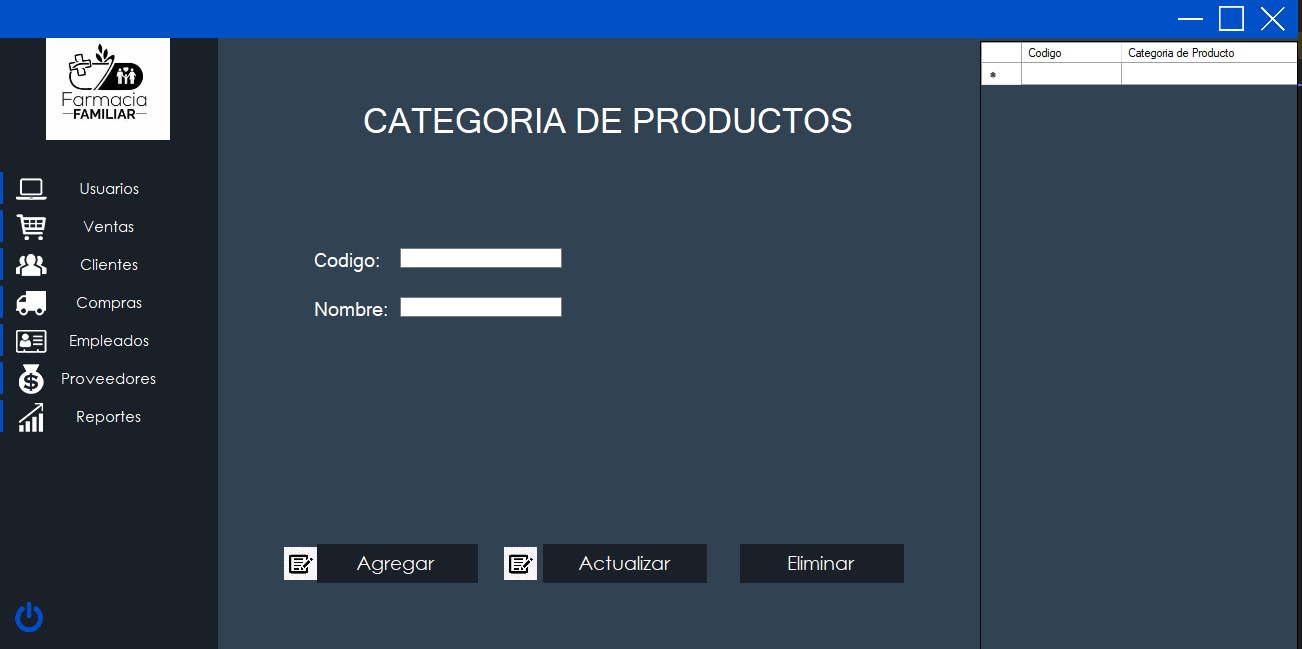 Farmacia
FAMILIAR
Usuarios
Ventas
Clientes
Compras
Empleados
Proveedores
Reportes
CATEGORIA DE PRODUCTOS
Codigo:
Nombre:
Agregar
Actualizar
Eliminar
Codigo
Categoria de Producto